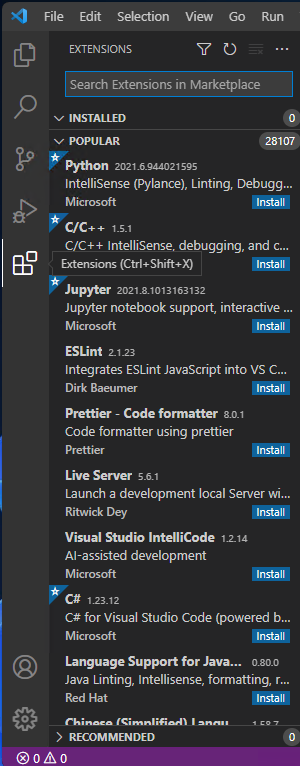 File Edit Selection View Go Run
EXTENSIONS
Search Extensions in Marketplace
INSTALLED 0
POPULAR 28107
Python 2021.6.944021595
IntelliSense (Pylance), Linting, Debugg...
Microsoft Install
C/C++ 1.5.1
C/C++ IntelliSense, debugging, and c...
Install
Extensions (Ctrl+Shift+X)
Jupyter 2021.8.1013163132
Jupyter notebook support, interactive ...
Microsoft Install
ESLint 2.1.23
Integrates ESLint JavaScript into VS C...
Dirk Baeumer Install
Prettier - Code formatter 8.0.1
Code formatter using prettier
Prettier Install
Live Server 5.6.1
Launch a development local Server wi...
Ritwick Dey Install
Visual Studio IntelliCode 1.2.14
AI-assisted development
Microsoft Install
C# 1.23.12
C# for Visual Studio Code (powered b...
Microsoft Install
Language Support for Java... 0.80.0
Java Linting, Intellisense, formatting, r...
Red Hat Install
Chinese (Simplified) Langu... 1.58.7
RECOMMENDED 0
0 0